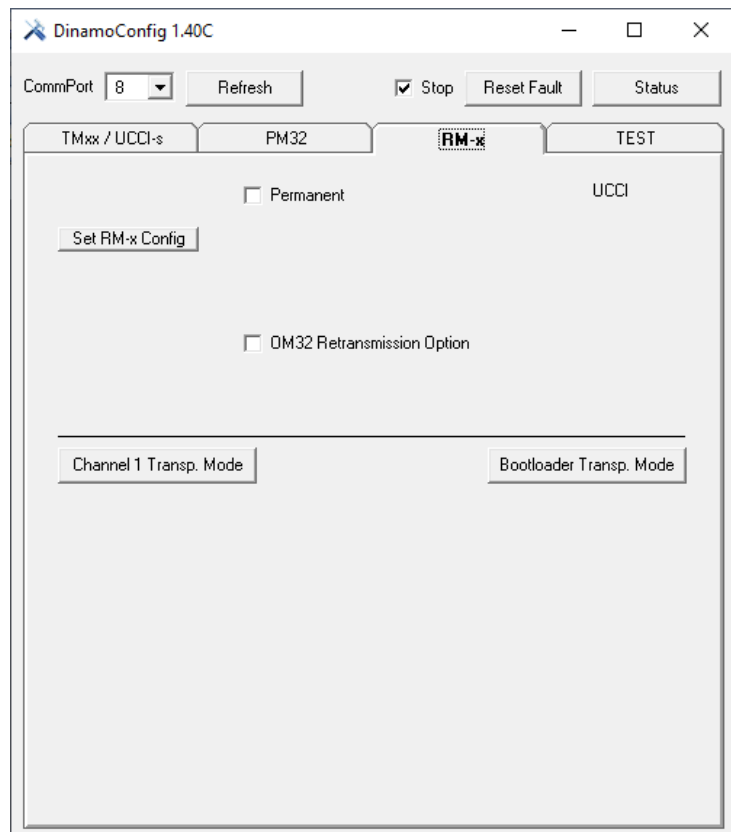 DinamoConfig 1.40C
CommPort 8 Refresh Stop Reset Fault Status
TMxx / UCCI-s PM32 RM-x TEST
Permanent UCCI
Set RM-x Config
OM32 Retransmission Option
Channel 1 Transp. Mode Bootloader Transp. Mode